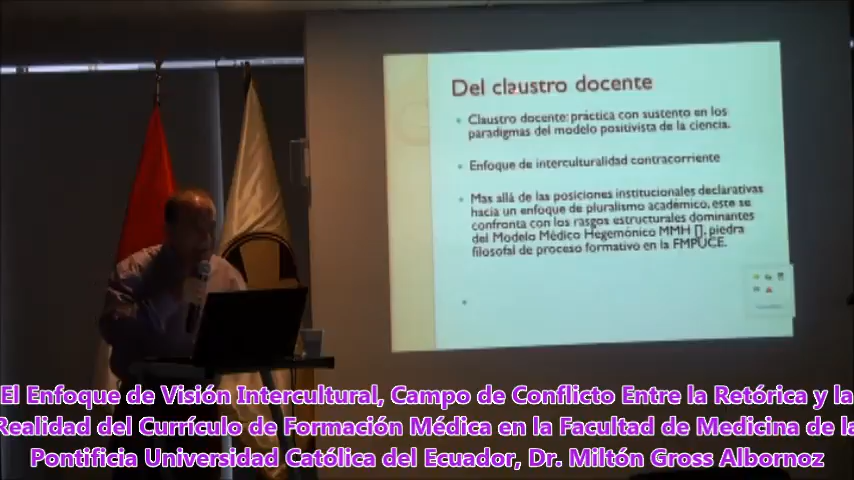 Del claustro docente
Claustro docente: práctica con sustento en los
paradigmas del modelo positivista de la ciencia.
Enfoque de interculturalidad contracorriente
Mas allá de las posiciones institucionales declarativas
hacia un enfoque de pluralismo académico, este se
confronta con los rasgos estructurales dominantes
del Modelo Médico Hegemónico MMH [], piedra
filosofal de proceso formativo en la FMPUCE.
El Enfoque de Visión Intercultural, Campo de Conflicto Entre la Retórica y la
Realidad del Currículo de Formación Médica en la Facultad de Medicina de la
Pontificia Universidad Católica del Ecuador, Dr. Miltón Gross Albornoz